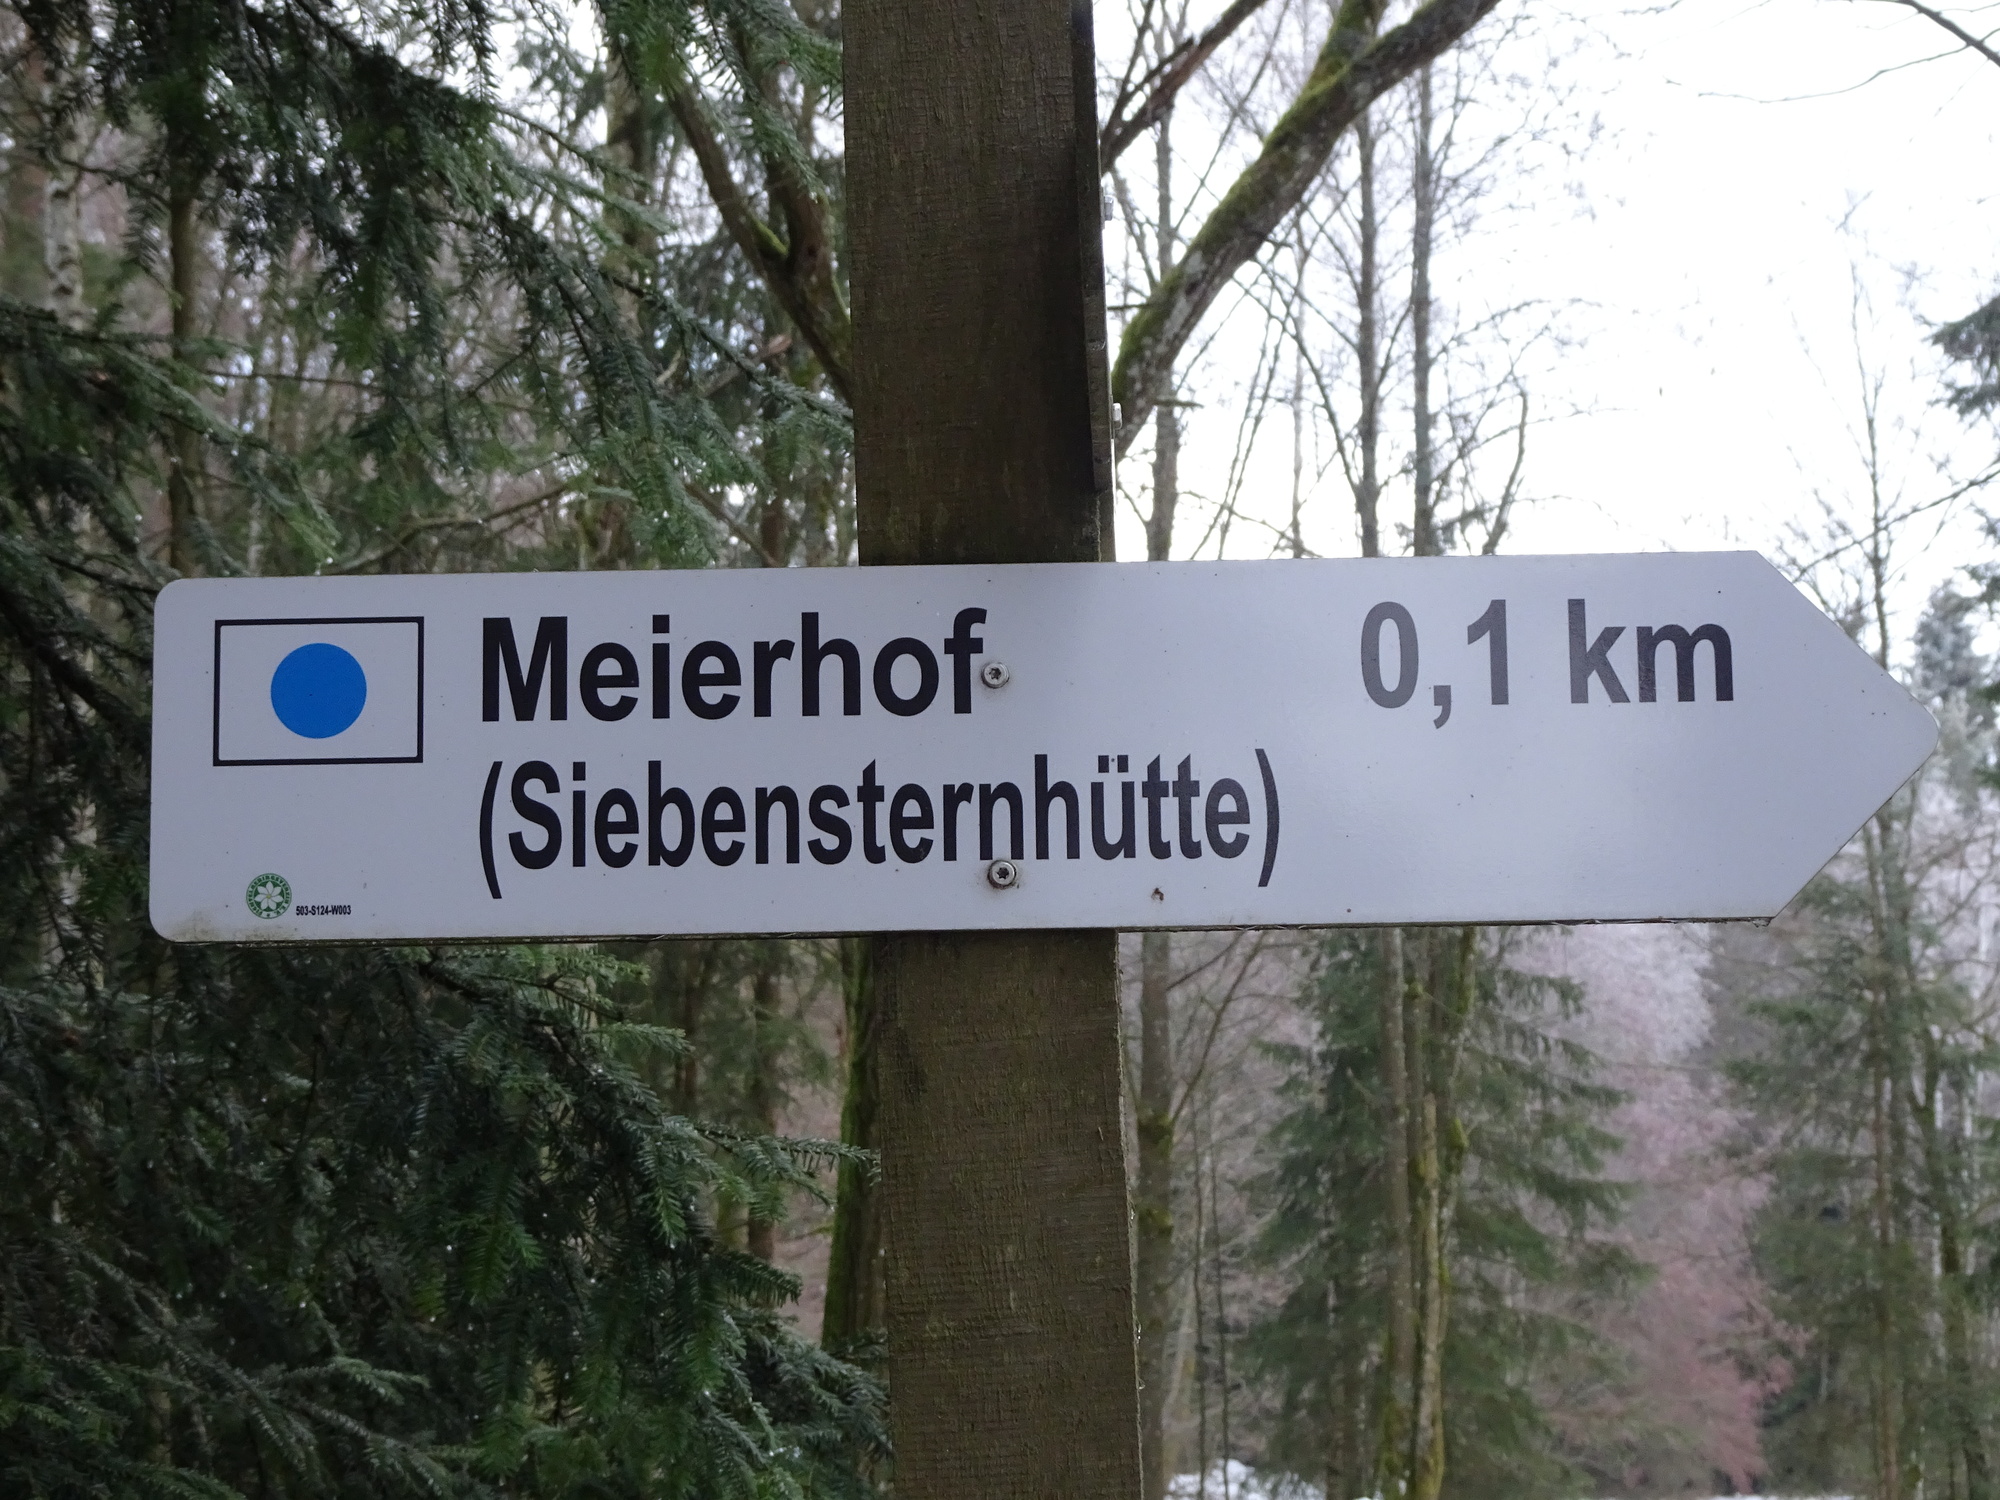 Meierhof 0,1 km
(Siebensternhütte)
503-S124-W003